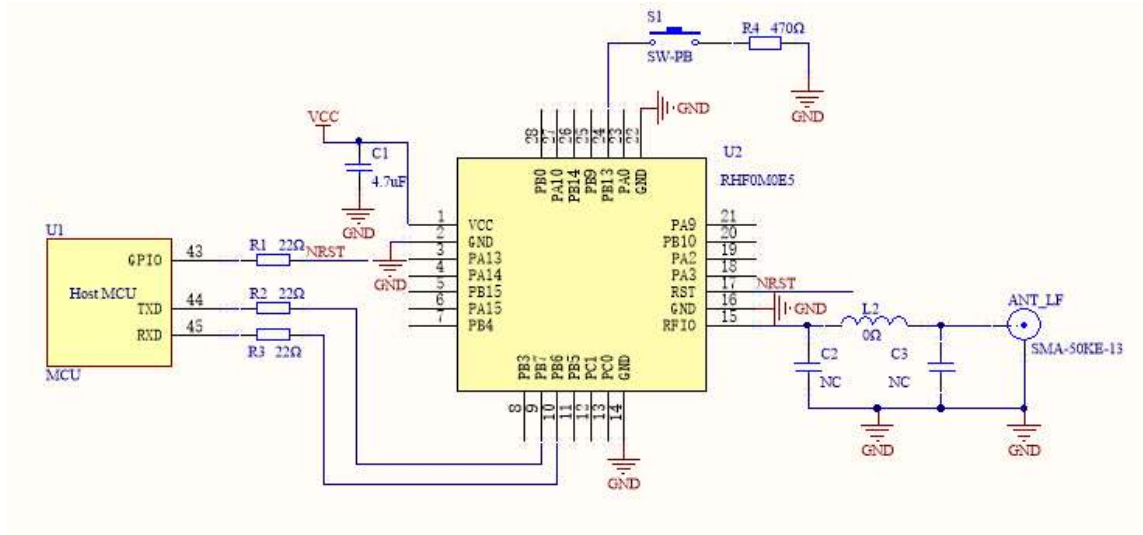 S1
R4 470Ω
SW-PB
GND
GND
VCC
C1
4.7uF
GND
28
27
26
25
24
23
22
PB0
PA10
PB14
PB9
PB13
PA0
GND
U2
RHF0M0E5
1 VCC
2 GND
3 PA13
4 PA14
5 PB15
6 PA15
7 PB4
GND
PA9 21
PB10 20
PA2 19
PA3 18
RST 17
GND 16
RFIO 15
NRST
GND
U1
GPIO 43
Host MCU
TXD 44
RXD 45
MCU
R1 22Ω
NRST
R2 22Ω
R3 22Ω
L2
0Ω
ANT_LF
SMA-50KE-13
C2
NC
C3
NC
GND
GND
PB3
PB7
PB6
PB5
PC1
PC0
GND
8
9
10
11
12
13
14
GND